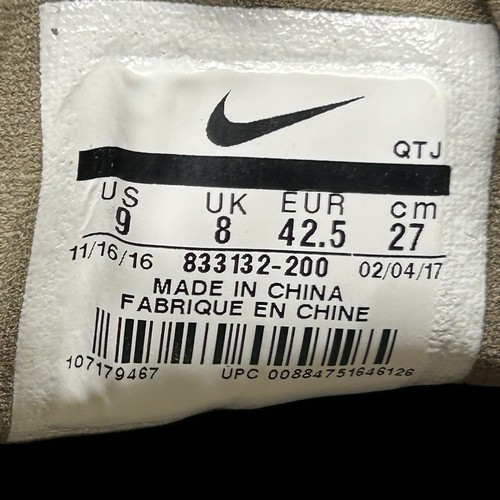 QTJ
US UK EUR cm
9 8 42.5 27
11/16/16 833132-200 02/04/17
MADE IN CHINA
FABRIQUE EN CHINE
107179467 UPC 00884751646126